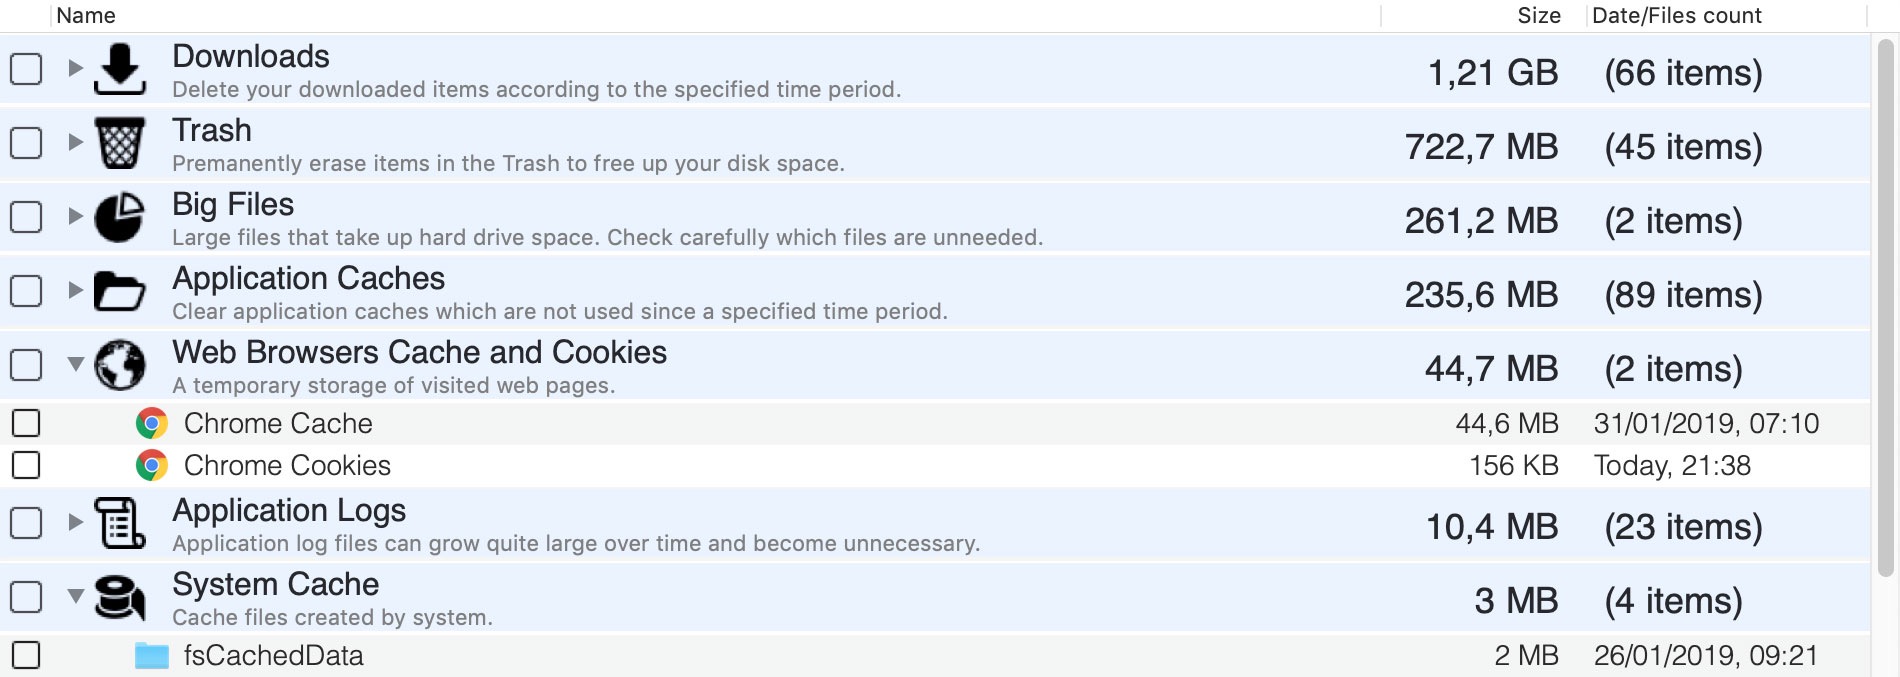 Name Size Date/Files count
Downloads
Delete your downloaded items according to the specified time period.
1,21 GB (66 items)
Trash
Premanently erase items in the Trash to free up your disk space.
722,7 MB (45 items)
Big Files
Large files that take up hard drive space. Check carefully which files are unneeded.
261,2 MB (2 items)
Application Caches
Clear application caches which are not used since a specified time period.
235,6 MB (89 items)
Web Browsers Cache and Cookies
A temporary storage of visited web pages.
44,7 MB (2 items)
Chrome Cache 44,6 MB 31/01/2019, 07:10
Chrome Cookies 156 KB Today, 21:38
Application Logs
Application log files can grow quite large over time and become unnecessary.
10,4 MB (23 items)
System Cache
Cache files created by system.
3 MB (4 items)
fsCachedData 2 MB 26/01/2019, 09:21